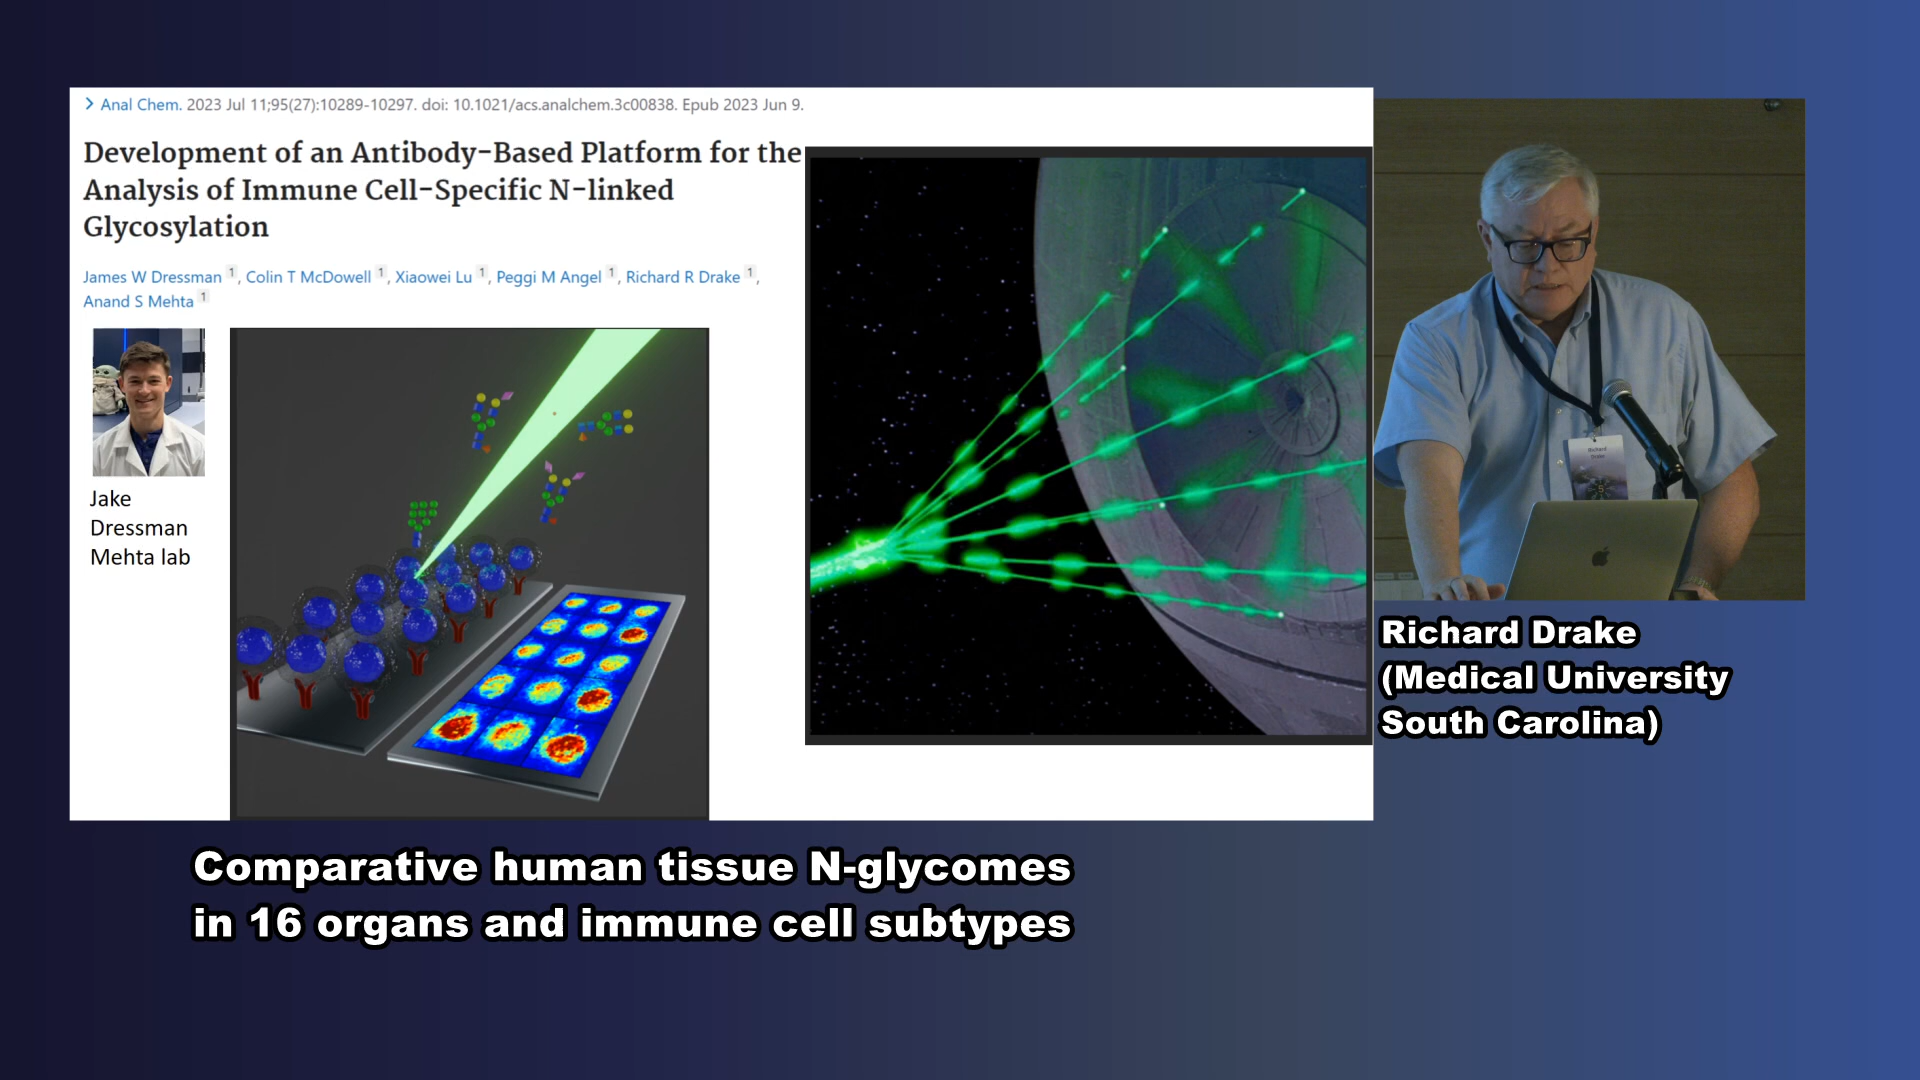 > Anal Chem. 2023 Jul 11;95(27):10289-10297. doi: 10.1021/acs.analchem.3c00838. Epub 2023 Jun 9.
Development of an Antibody-Based Platform for the
Analysis of Immune Cell-Specific N-linked
Glycosylation
James W Dressman 1, Colin T McDowell 1, Xiaowei Lu 1, Peggi M Angel 1, Richard R Drake 1,
Anand S Mehta 1
Jake
Dressman
Mehta lab
Richard
Drake
Richard Drake
(Medical University
South Carolina)
Comparative human tissue N-glycomes
in 16 organs and immune cell subtypes